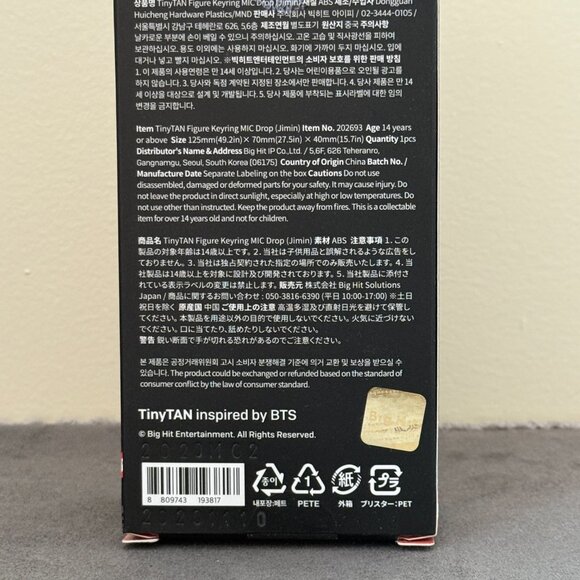 상품명 TinyTAN Figure Keyring MIC Drop (Jimin) 재질 ABS 제조/수입사 Dongguan
Huicheng Hardware Plastics/MND 판매사 주식회사 빅히트 아이피 / 02-3444-0105 /
서울특별시 강남구 테헤란로 626, 5,6층 제조연월 별도표기 원산지 중국 주의사항
날카로운 부분에 손이 베일 수 있으니 주의하십시오. 고온 고습 및 직사광선을 피하여
보관하십시오. 용도 이외에는 사용하지 마십시오. 화기에 가까이 두지 마십시오. 입에
대거나 넣고 빨지 마십시오. ※빅히트엔터테인먼트의 소비자 보호를 위한 판매 방침
1. 이 제품의 사용연령은 만 14세 이상입니다. 2. 당사는 어린이용품으로 오인될 광고를
하지 않습니다. 3. 당사와 독점 계약된 지정된 장소에서만 판매합니다. 4. 당사 제품은 만 14
세 이상을 대상으로 설계 및 개발되었습니다. 5. 당사 제품에 부착되는 표시라벨에 대한 임의
변경을 금지합니다.
Item TinyTAN Figure Keyring MIC Drop (Jimin) Item No. 202693 Age 14 years
or above Size 125mm(49.2in)× 70mm(27.5in)× 40mm(15.7in) Quantity 1pcs
Distributor's Name & Address Big Hit IP Co.,Ltd. / 5,6F, 626 Teheranro,
Gangnamgu, Seoul, South Korea (06175) Country of Origin China Batch No. /
Manufacture Date Separate Labeling on the box Cautions Do not use
disassembled, damaged or deformed parts for your safety. It may cause injury. Do
not leave the product in direct sunlight, especially at high or low temperatures. Do
not use other than instructed. Keep the product away from fires. This is a collectable
item for over 14 years old and not for children.
商品名 TinyTAN Figure Keyring MIC Drop (Jimin) 素材 ABS 注意事項 1. この
製品の対象年齢は14歳以上です。2. 当社は子供用品と誤解されるような広告をし
ておりません。3. 当社は独占契約された指定の場所でのみ販売いたします。4. 当
社製品は14歳以上を対象に設計及び開発されております。5. 当社製品に添付され
ている表示ラベルの変更は禁止します。販売元 株式会社 Big Hit Solutions
Japan / 商品に関するお問い合わせ : 050-3816-6390 (平日 10:00-17:00) ※土日
祝日を除く 原産国 中国 ご使用上の注意 高温多湿及び直射日光を避けて保管し
てください。本製品を用途以外の目的で使用しないでください。火気に近づけない
でください。口に当てたり、舐めたりしないでください。
警告 鋭い断面で手が切れる恐れがあるのでご注意ください。
본 제품은 공정거래위원회 고시 소비자 분쟁해결 기준에 의거 교환 및 보상을 받으실 수
있습니다. The product could be exchanged or refunded based on the standard of
consumer conflict by the law of consumer standard.
TinyTAN inspired by BTS
© Big Hit Entertainment. All Rights Reserved.
8 809743 193817
종이 1 紙 プラ
내포장:페트 PETE 外箱 ブリスター:PET